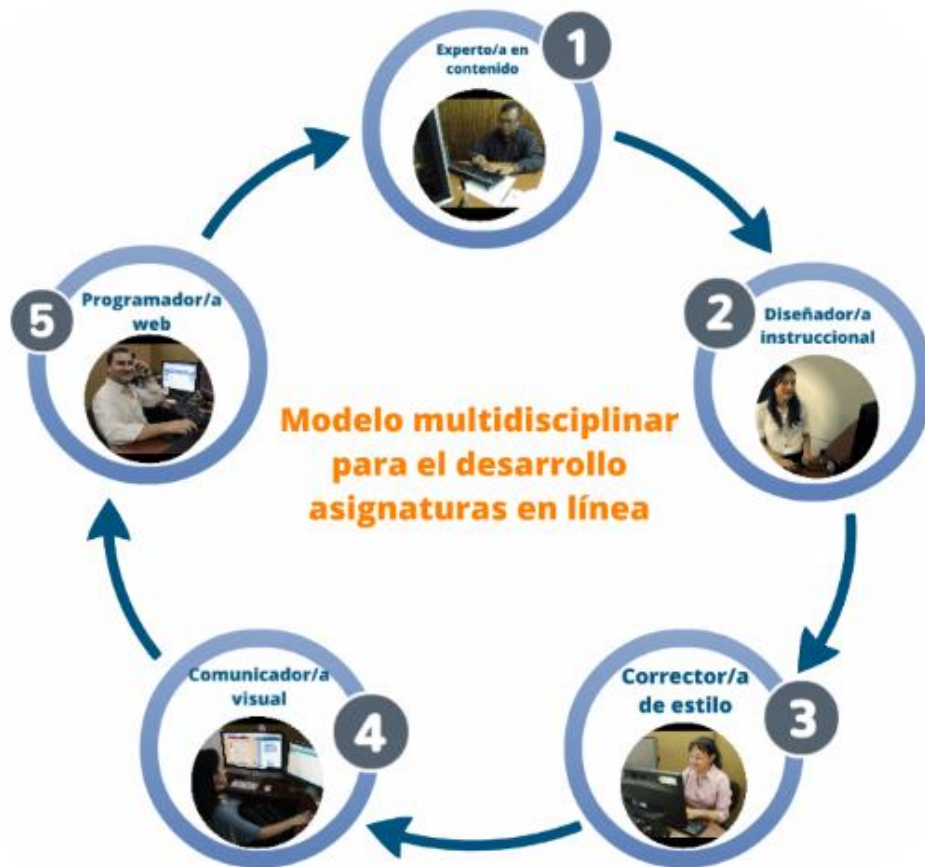 1
Experto/a en
contenido
2
Diseñador/a
instruccional
3
Corrector/a
de estilo
4
Comunicador/a
visual
5
Programador/a
web
Modelo multidisciplinar
para el desarrollo
asignaturas en línea